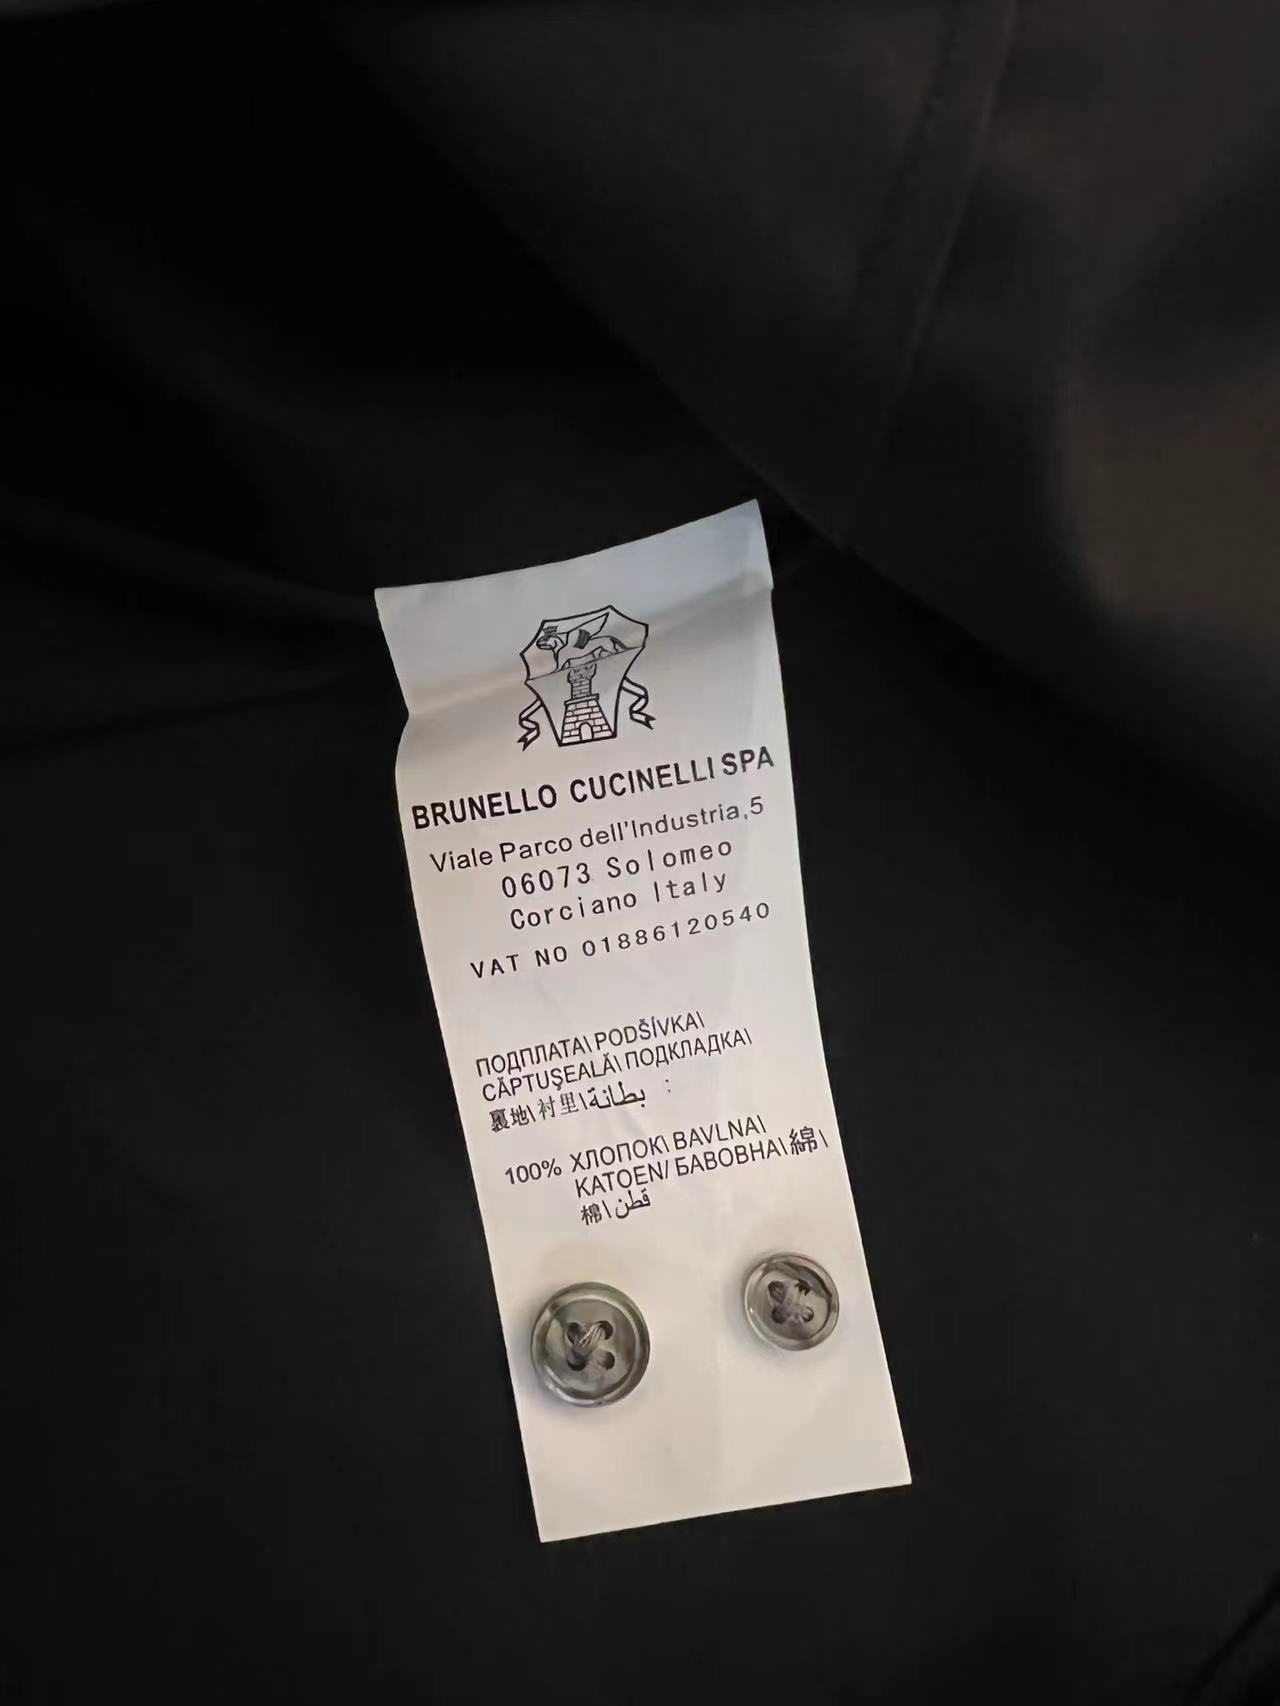 BRUNELLO CUCINELLI SPA
Viale Parco dell'Industria,5
06073 Solomeo
Corciano Italy
VAT NO 01886120540
ПОДПЛАТА\ PODŠÍVKA\
CĂPTUŞEALĂ\ ПОДКЛАДКА\
裏地\ 衬里\ بطانة :
100% ХЛОПОК\ BAVLNA\
KATOEN/ БАВОВНА\ 綿\
棉\ قطن